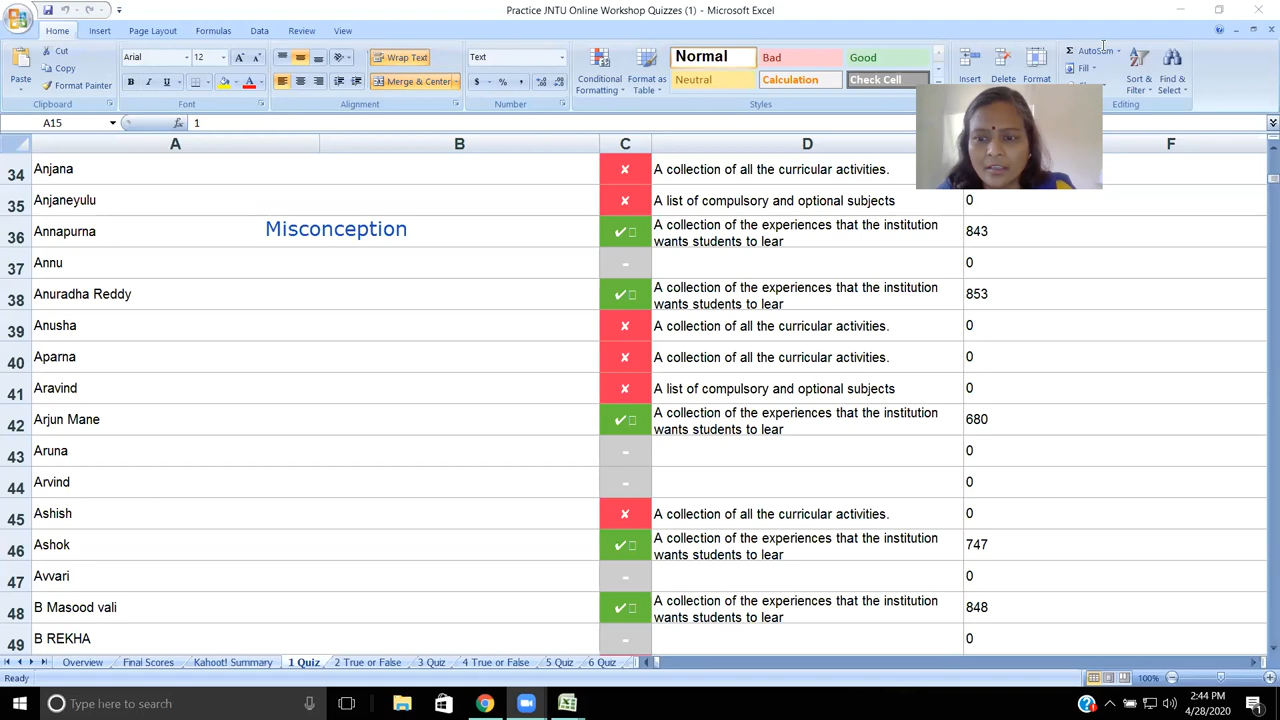 Practice JNTU Online Workshop Quizzes (1) - Microsoft Excel
Home Insert Page Layout Formulas Data Review View
Cut
Copy
Format Painter
Paste
Clipboard
Arial 12
B I U
Font
Wrap Text
Merge & Center
Alignment
Text
$ % ,
Number
Conditional Formatting
Format as Table
Normal Bad Good
Neutral Calculation Check Cell
Styles
Insert Delete Format
Σ AutoSum
Fill
Sort & Filter
Find & Select
Editing
A15 fx 1
A B C D F
34 Anjana ✘ A collection of all the curricular activities.
35 Anjaneyulu ✘ A list of compulsory and optional subjects 0
36 Annapurna Misconception ✔ A collection of the experiences that the institution
wants students to lear 843
37 Annu - 0
38 Anuradha Reddy ✔ A collection of the experiences that the institution
wants students to lear 853
39 Anusha ✘ A collection of all the curricular activities. 0
40 Aparna ✘ A collection of all the curricular activities. 0
41 Aravind ✘ A list of compulsory and optional subjects 0
42 Arjun Mane ✔ A collection of the experiences that the institution
wants students to lear 680
43 Aruna - 0
44 Arvind - 0
45 Ashish ✘ A collection of all the curricular activities. 0
46 Ashok ✔ A collection of the experiences that the institution
wants students to lear 747
47 Avvari - 0
48 B Masood vali ✔ A collection of the experiences that the institution
wants students to lear 848
49 B REKHA - 0
Overview Final Scores Kahoot! Summary 1 Quiz 2 True or False 3 Quiz 4 True or False 5 Quiz 6 Quiz
Ready 100%
Type here to search
2:44 PM
4/28/2020